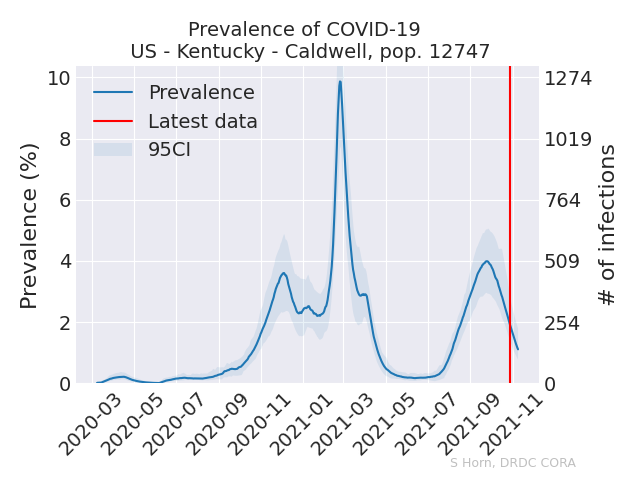 Prevalence of COVID-19
US - Kentucky - Caldwell, pop. 12747
Prevalence
Latest data
95CI
Prevalence (%)
10
8
6
4
2
0
1274
1019
764
509
254
0
# of infections
2020-03
2020-05
2020-07
2020-09
2020-11
2021-01
2021-03
2021-05
2021-07
2021-09
2021-11
S Horn, DRDC CORA